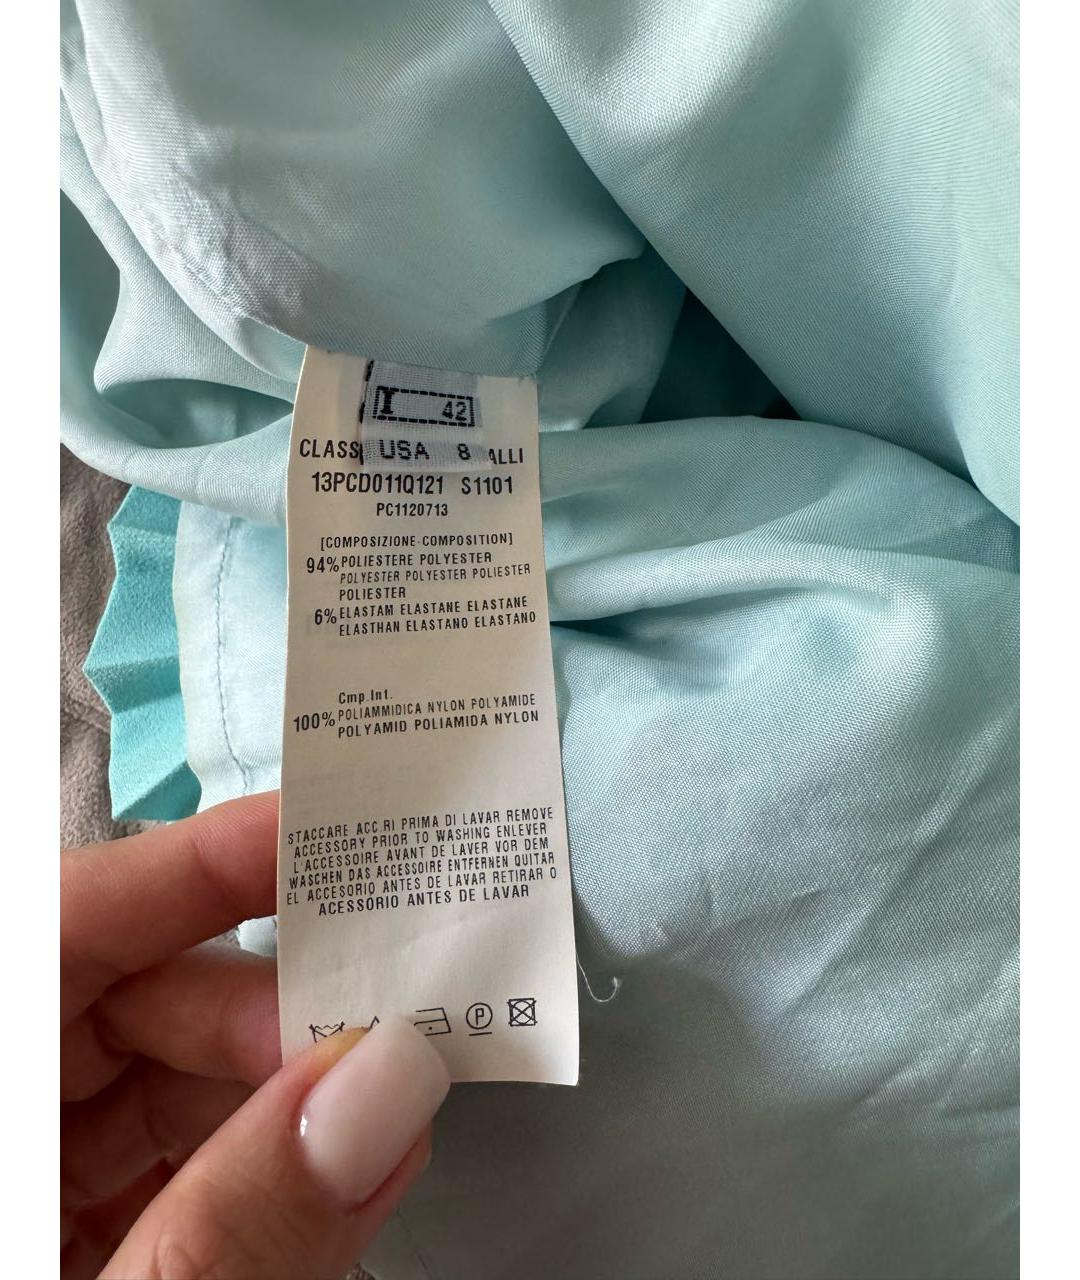 I 42
CLASS USA 8 ALLI
13PCD011Q121 S1101
PC1120713
[COMPOSIZIONE-COMPOSITION]
94% POLIESTERE POLYESTER
POLYESTER POLYESTER POLIESTER
POLIESTER
6% ELASTAM ELASTANE ELASTANE
ELASTHAN ELASTANO ELASTANO
Cmp.Int.
100% POLIAMMIDICA NYLON POLYAMIDE
POLYAMID POLIAMIDA NYLON
STACCARE ACC.RI PRIMA DI LAVAR REMOVE
ACCESSORY PRIOR TO WASHING ENLEVER
L'ACCESSOIRE AVANT DE LAVER VOR DEM
WASCHEN DAS ACCESSOIRE ENTFERNEN QUITAR
EL ACCESORIO ANTES DE LAVAR RETIRAR O
ACESSORIO ANTES DE LAVAR
P